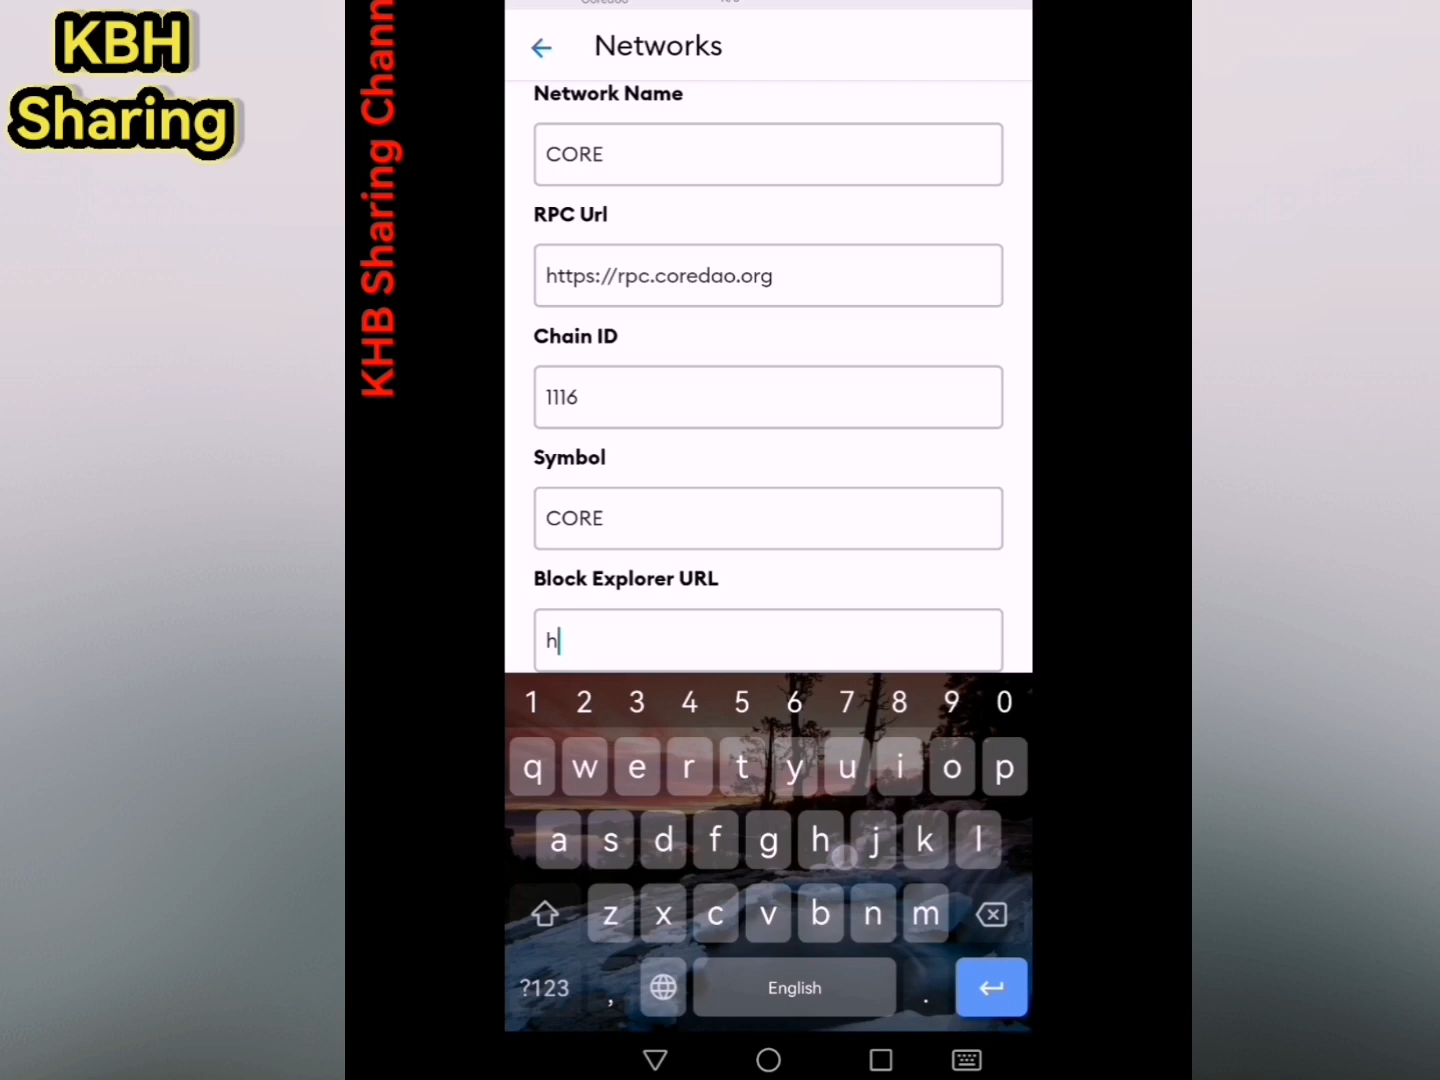 KBH
Sharing
KHB Sharing Chann
Networks
Network Name
CORE
RPC Url
https://rpc.coredao.org
Chain ID
1116
Symbol
CORE
Block Explorer URL
h
1 2 3 4 5 6 7 8 9 0
q w e r t y u i o p
a s d f g h j k l
z x c v b n m
?123 , English .